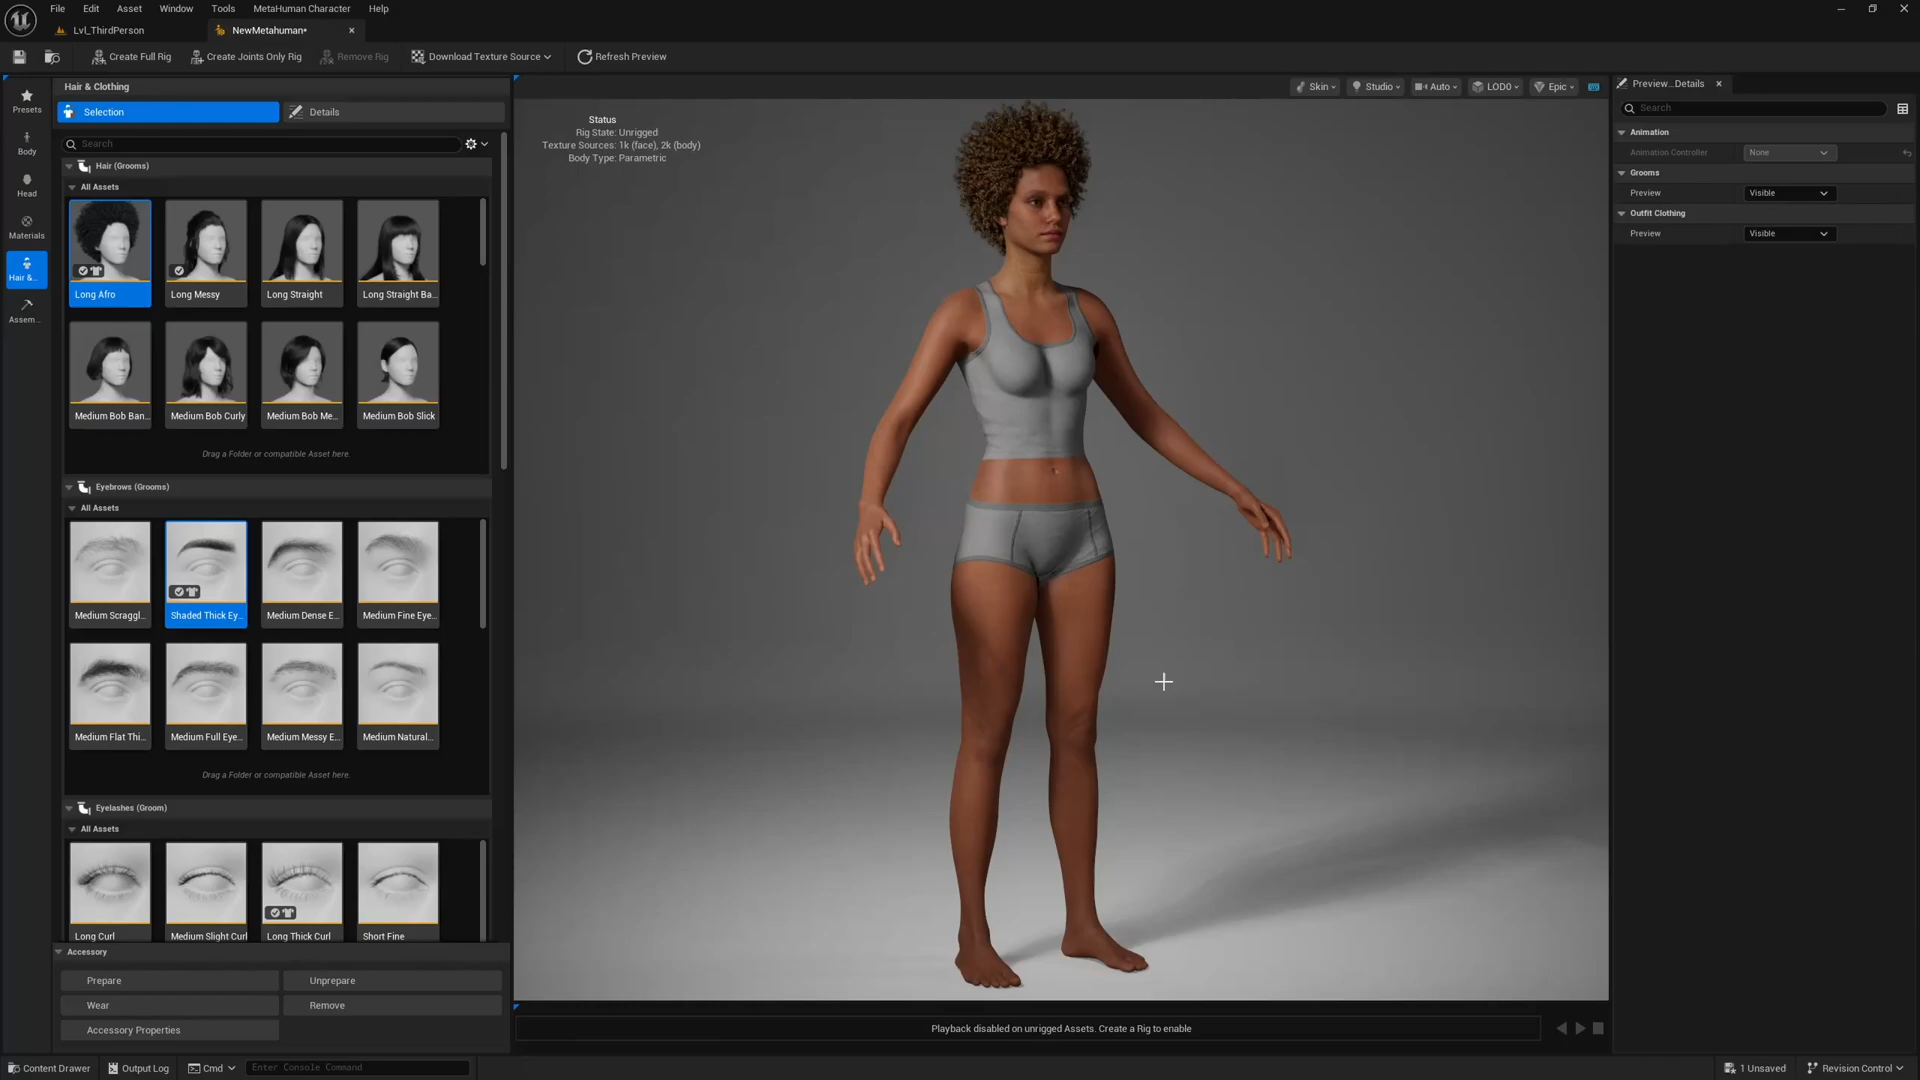 File Edit Asset Window Tools MetaHuman Character Help
Lvl_ThirdPerson
NewMetahuman•
Create Full Rig
Create Joints Only Rig
Remove Rig
Download Texture Source
Refresh Preview
Presets
Body
Head
Materials
Hair &...
Assem...
Hair & Clothing
Selection
Details
Search
Hair (Grooms)
All Assets
Long Afro
Long Messy
Long Straight
Long Straight Ba...
Medium Bob Ban...
Medium Bob Curly
Medium Bob Me...
Medium Bob Slick
Drag a Folder or compatible Asset here.
Eyebrows (Grooms)
All Assets
Medium Scraggl...
Shaded Thick Ey...
Medium Dense E...
Medium Fine Eye...
Medium Flat Thi...
Medium Full Eye...
Medium Messy E...
Medium Natural...
Drag a Folder or compatible Asset here.
Eyelashes (Groom)
All Assets
Long Curl
Medium Slight Curl
Long Thick Curl
Short Fine
Accessory
Prepare
Unprepare
Wear
Remove
Accessory Properties
Skin
Studio
Auto
LOD0
Epic
Status
Rig State: Unrigged
Texture Sources: 1k (face), 2k (body)
Body Type: Parametric
Playback disabled on unrigged Assets. Create a Rig to enable
Preview...Details
Search
Animation
Animation Controller
None
Grooms
Preview
Visible
Outfit Clothing
Preview
Visible
Content Drawer
Output Log
Cmd
Enter Console Command
1 Unsaved
Revision Control